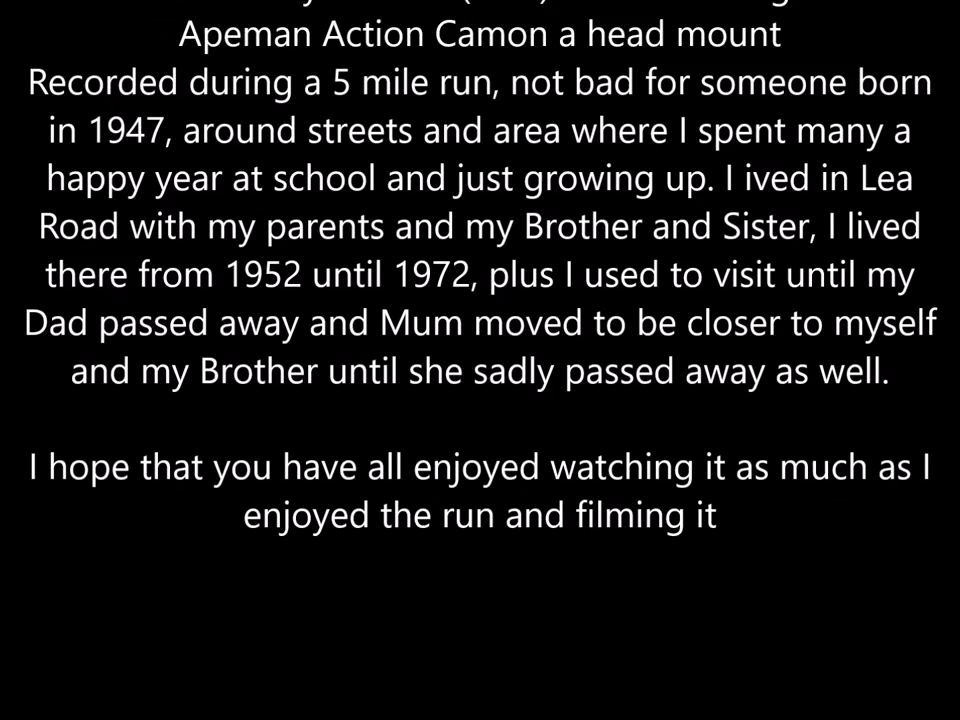 Apeman Action Camon a head mount
Recorded during a 5 mile run, not bad for someone born
in 1947, around streets and area where I spent many a
happy year at school and just growing up. I ived in Lea
Road with my parents and my Brother and Sister, I lived
there from 1952 until 1972, plus I used to visit until my
Dad passed away and Mum moved to be closer to myself
and my Brother until she sadly passed away as well.
I hope that you have all enjoyed watching it as much as I
enjoyed the run and filming it